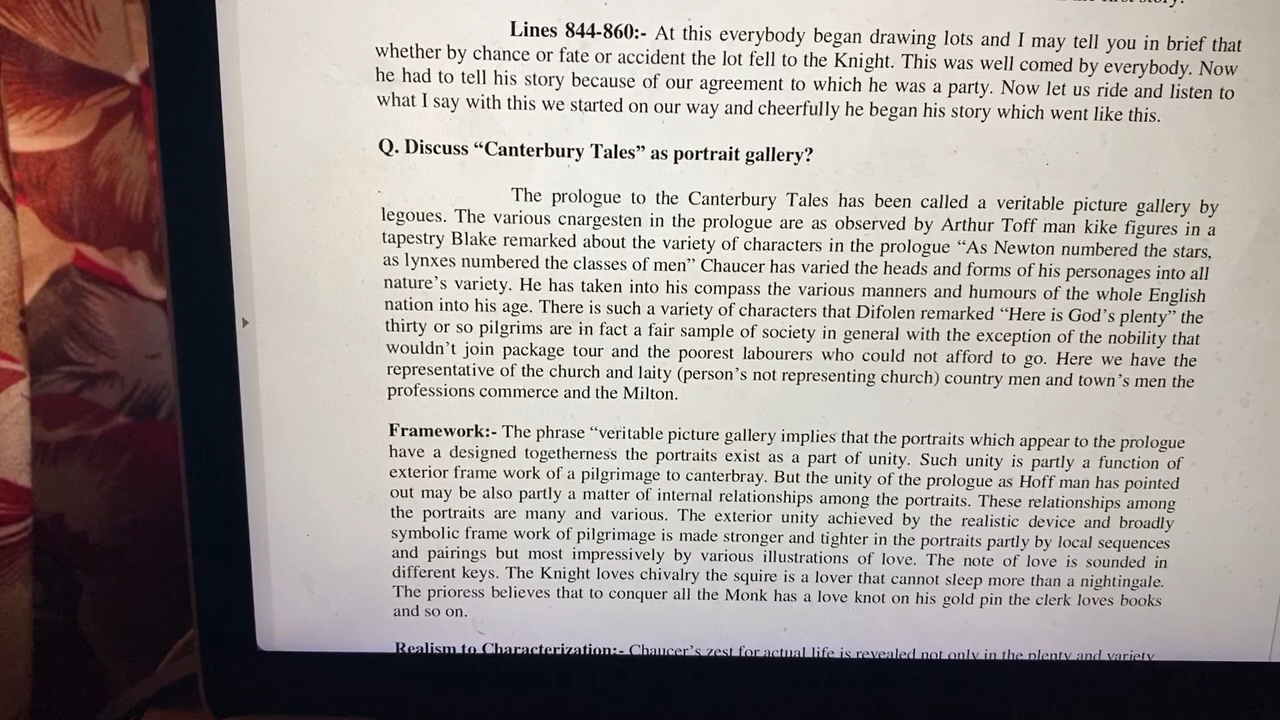 Lines 844-860:- At this everybody began drawing lots and I may tell you in brief that
whether by chance or fate or accident the lot fell to the Knight. This was well comed by everybody. Now
he had to tell his story because of our agreement to which he was a party. Now let us ride and listen to
what I say with this we started on our way and cheerfully he began his story which went like this.
Q. Discuss “Canterbury Tales” as portrait gallery?
The prologue to the Canterbury Tales has been called a veritable picture gallery by
legoues. The various cnargesten in the prologue are as observed by Arthur Toff man kike figures in a
tapestry Blake remarked about the variety of characters in the prologue “As Newton numbered the stars,
as lynxes numbered the classes of men” Chaucer has varied the heads and forms of his personages into all
nature’s variety. He has taken into his compass the various manners and humours of the whole English
nation into his age. There is such a variety of characters that Difolen remarked “Here is God’s plenty” the
thirty or so pilgrims are in fact a fair sample of society in general with the exception of the nobility that
wouldn’t join package tour and the poorest labourers who could not afford to go. Here we have the
representative of the church and laity (person’s not representing church) country men and town’s men the
professions commerce and the Milton.
Framework:- The phrase “veritable picture gallery implies that the portraits which appear to the prologue
have a designed togetherness the portraits exist as a part of unity. Such unity is partly a function of
exterior frame work of a pilgrimage to canterbray. But the unity of the prologue as Hoff man has pointed
out may be also partly a matter of internal relationships among the portraits. These relationships among
the portraits are many and various. The exterior unity achieved by the realistic device and broadly
symbolic frame work of pilgrimage is made stronger and tighter in the portraits partly by local sequences
and pairings but most impressively by various illustrations of love. The note of love is sounded in
different keys. The Knight loves chivalry the squire is a lover that cannot sleep more than a nightingale.
The prioress believes that to conquer all the Monk has a love knot on his gold pin the clerk loves books
and so on.
Realism to Characterization:- Chaucer’s zest for actual life is revealed not only in the plenty and variety